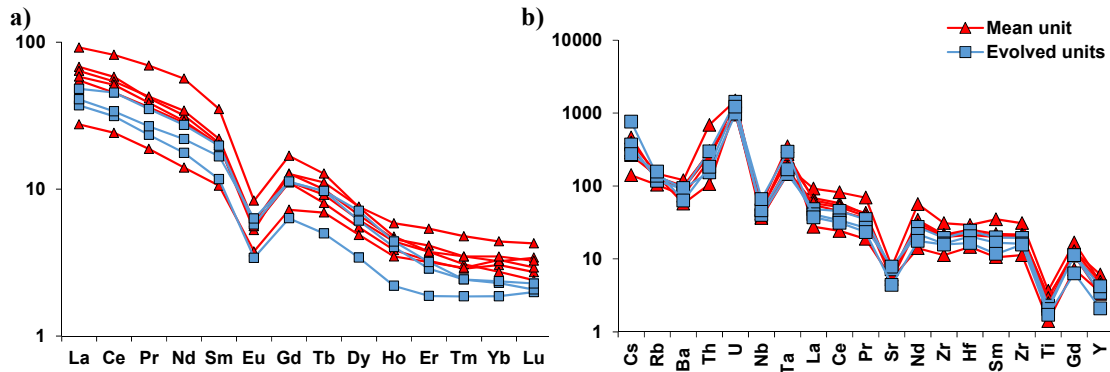 a)
100
10
1
La Ce Pr Nd Sm Eu Gd Tb Dy Ho Er Tm Yb Lu
b)
Mean unit
Evolved units
10000
1000
100
10
1
Cs Rb Ba Th U Nb Ta La Ce Pr Sr Nd Zr Hf Sm Zr Ti Gd Y